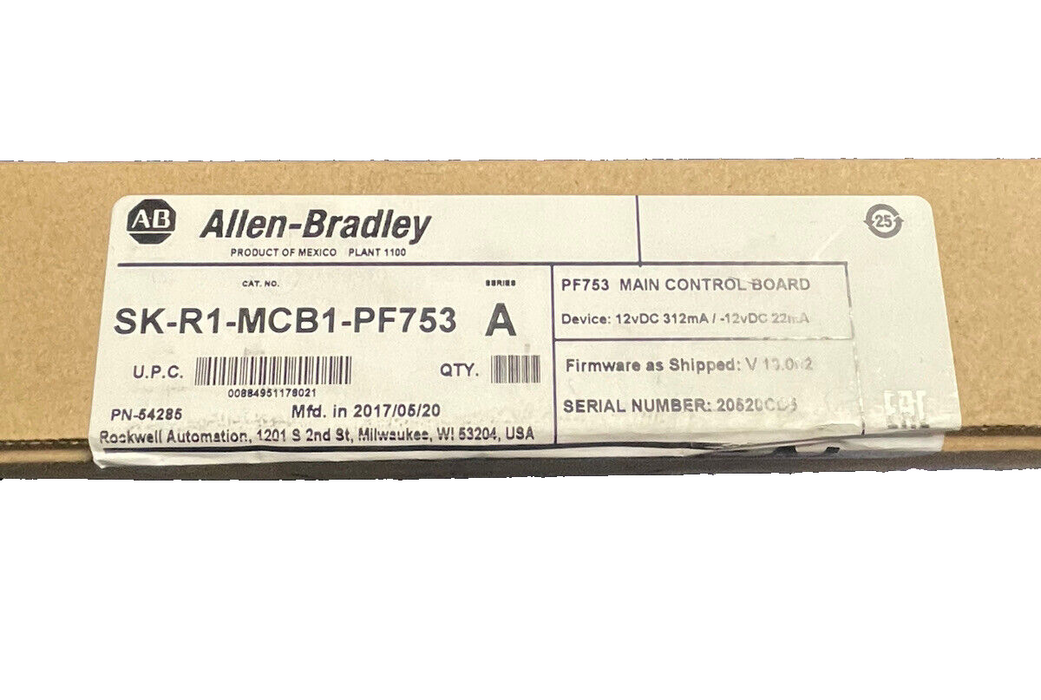 AB Allen-Bradley
PRODUCT OF MEXICO PLANT 1100
25
CAT. NO.
SERIES
SK-R1-MCB1-PF753 A
U.P.C.
00884951178021
QTY.
PN-54285
Mfd. in 2017/05/20
Rockwell Automation, 1201 S 2nd St, Milwaukee, WI 53204, USA
PF753 MAIN CONTROL BOARD
Device: 12vDC 312mA / -12vDC 22mA
Firmware as Shipped: V
SERIAL NUMBER:
EAC